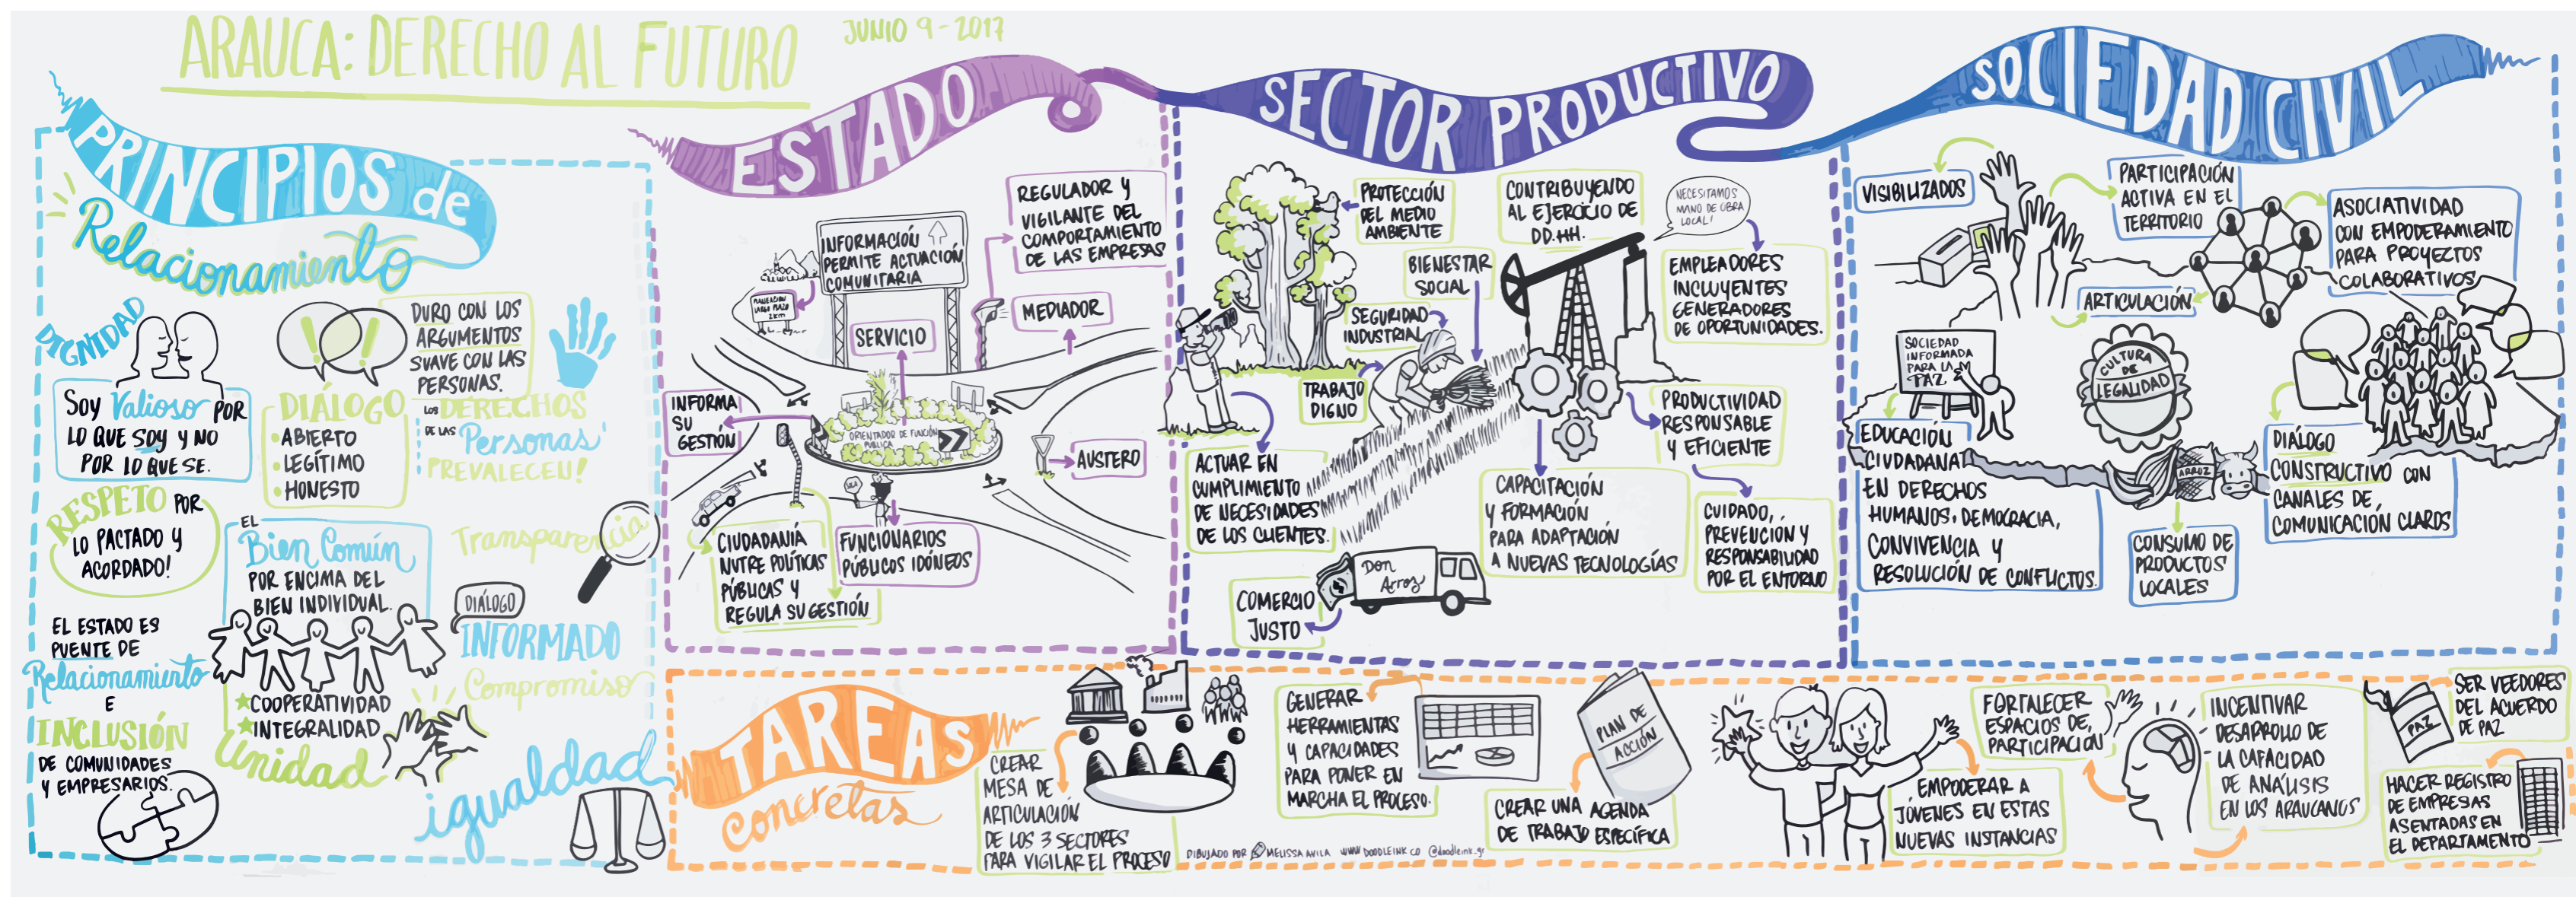 ARAUCA: DERECHO AL FUTURO
JUNIO 9-2017
PRINCIPIOS de
Relacionamiento
DIGNIDAD
SOY Valioso POR
LO QUE SOY Y NO
POR LO QUE SE.
DIÁLOGO
ABIERTO
LEGÍTIMO
HONESTO
DURO CON LOS
ARGUMENTOS
SUAVE CON LAS
PERSONAS.
LOS DERECHOS
DE LAS Personas
PREVALECEN!
RESPETO POR
LO PACTADO Y
ACORDADO!
EL
Bien Común
POR ENCIMA DEL
BIEN INDIVIDUAL.
COOPERATIVIDAD
INTEGRALIDAD
Unidad
Transparencia
DIÁLOGO
INFORMADO
Compromiso
EL ESTADO ES
PUENTE DE
Relacionamiento
E
INCLUSIÓN
DE COMUNIDADES
Y EMPRESARIOS.
igualdad
ESTADO
INFORMACIÓN
PERMITE ACTUACIÓN
COMUNITARIA
PLANEACIÓN
LARGO PLAZO
2KM
REGULADOR Y
VIGILANTE DEL
COMPORTAMIENTO
DE LAS EMPRESAS
MEDIADOR
SERVICIO
INFORMA
SU
GESTIÓN
ORIENTADOR DE FUNCIÓN
PUBLICA
AUSTERO
CIUDADANIA
NUTRE POLÍTICAS
PÚBLICAS Y
REGULA SU GESTIÓN
FUNCIONARIOS
PÚBLICOS IDÓNEOS
SECTOR PRODUCTIVO
PROTECCIÓN
DEL MEDIO
AMBIENTE
CONTRIBUYENDO
AL EJERCICIO DE
DD.HH.
NECESITAMOS
MANO DE OBRA
LOCAL!
BIENESTAR
SOCIAL
EMPLEADORES
INCLUYENTES
GENERADORES
DE OPORTUNIDADES.
SEGURIDAD
INDUSTRIAL
TRABAJO
DIGNO
ACTUAR EN
CUMPLIMIENTO
DE NECESIDADES
DE LOS CLIENTES.
PRODUCTIVIDAD
RESPONSABLE
Y EFICIENTE
CAPACITACIÓN
Y FORMACIÓN
PARA ADAPTACIÓN
A NUEVAS TECNOLOGÍAS
CUIDADO,
PREVENCION Y
RESPONSABILIDAD
POR EL ENTORNO
COMERCIO
JUSTO
Don
Arroz
SOCIEDAD CIVIL
VISIBILIZADOS
PARTICIPACIÓN
ACTIVA EN EL
TERRITORIO
ARTICULACIÓN
ASOCIATIVIDAD
CON EMPODERAMIENTO
PARA PROYECTOS
COLABORATIVOS
SOCIEDAD
INFORMADA
PARA LA
PAZ
CULTURA
DE
LEGALIDAD
EDUCACIÓN
CIUDADANA
EN DERECHOS
HUMANOS, DEMOCRACIA,
CONVIVENCIA Y
RESOLUCIÓN DE CONFLICTOS.
ARROZ
CONSUMO DE
PRODUCTOS
LOCALES
DIÁLOGO
CONSTRUCTIVO CON
CANALES DE
COMUNICACIÓN CLAROS
TAREAS
concretas
CREAR
MESA DE
ARTICULACIÓN
DE LOS 3 SECTORES
PARA VIGILAR EL PROCESO
GENERAR
HERRAMIENTAS
Y CAPACIDADES
PARA PONER EN
MARCHA EL PROCESO.
PLAN DE
ACCIÓN
CREAR UNA AGENDA
DE TRABAJO ESPECÍFICA
EMPODERAR A
JÓVENES EN ESTAS
NUEVAS INSTANCIAS
FORTALECER
ESPACIOS DE
PARTICIPACIÓN
INCENTIVAR
DESARROLLO DE
LA CAPACIDAD
DE ANÁLISIS
EN LOS ARAUCANOS
PAZ
SER VEEDORES
DEL ACUERDO
DE PAZ
HACER REGISTRO
DE EMPRESAS
ASENTADAS EN
EL DEPARTAMENTO
DIBUJADO POR MELISSA AVILA WWW.DOODLEINK.CO @doodleink_gr